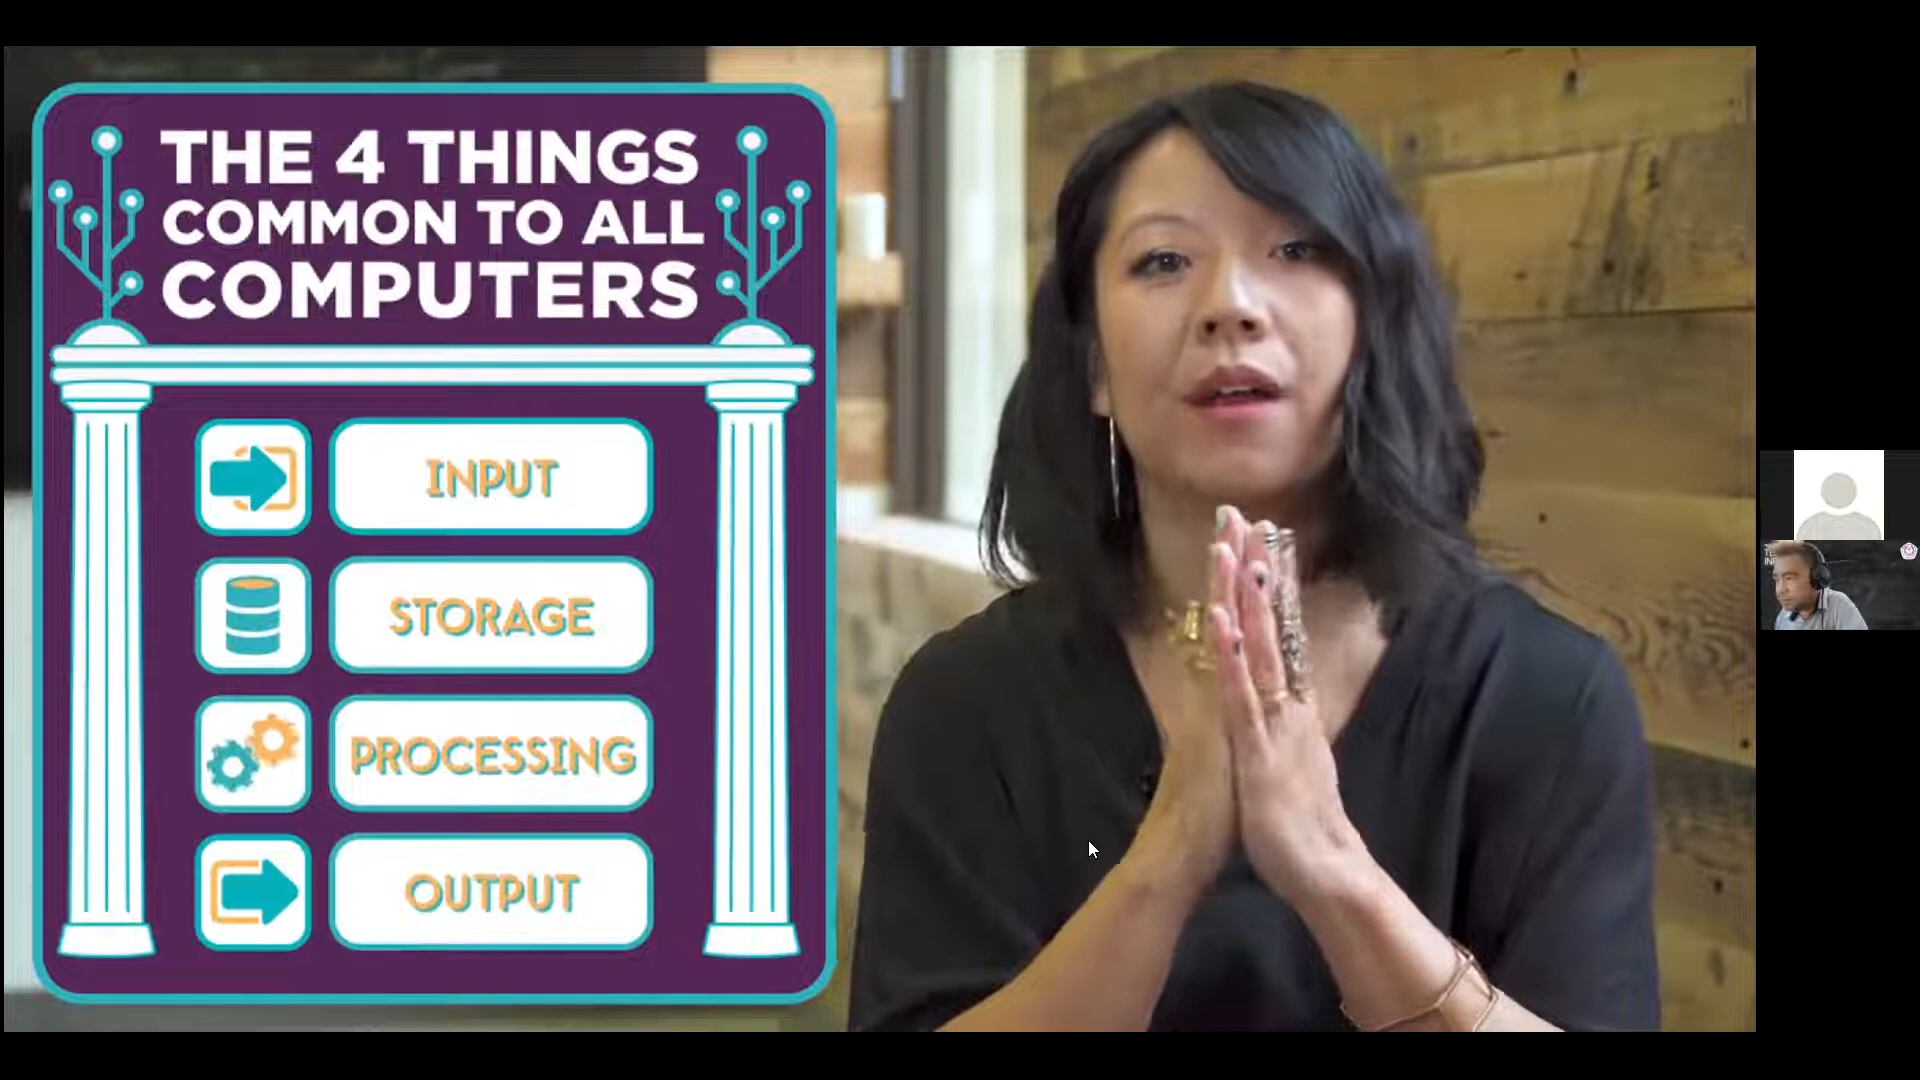 THE 4 THINGS
COMMON TO ALL
COMPUTERS
INPUT
STORAGE
PROCESSING
OUTPUT